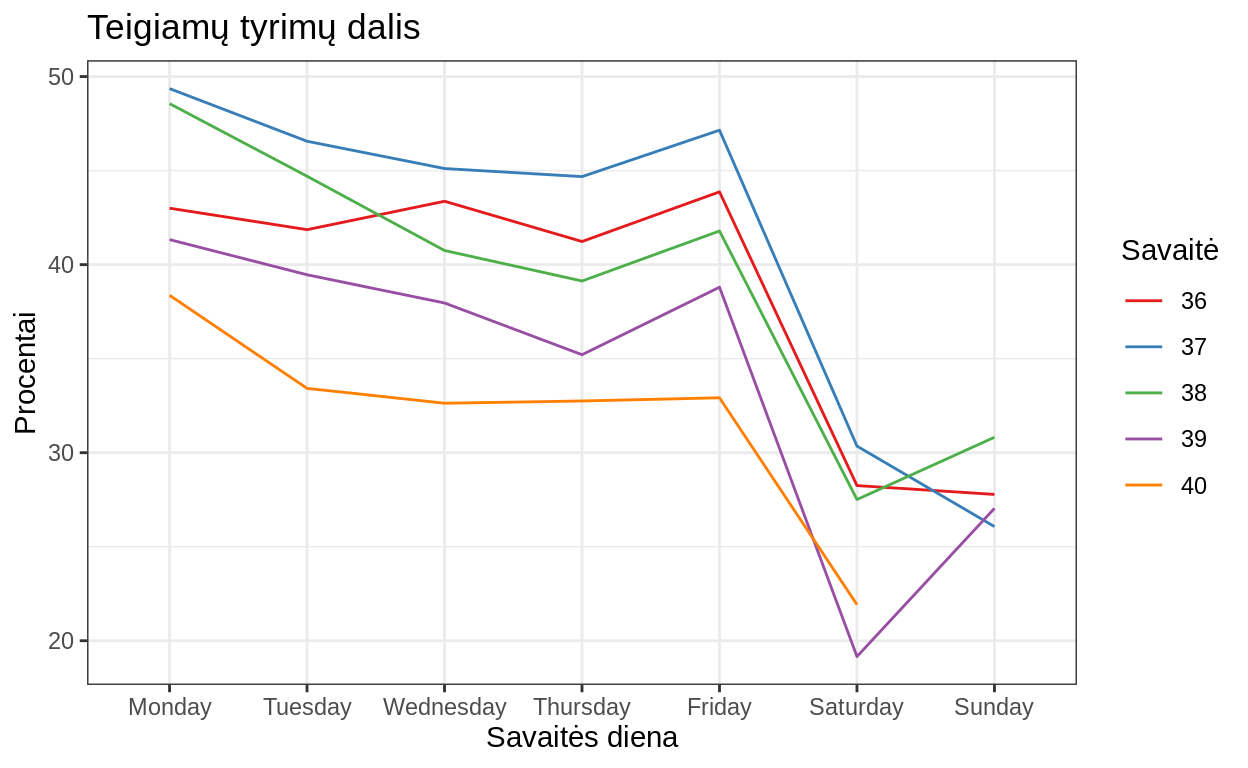 Teigiamų tyrimų dalis
50
40
30
20
Procentai
Monday Tuesday Wednesday Thursday Friday Saturday Sunday
Savaitės diena
Savaitė
36
37
38
39
40